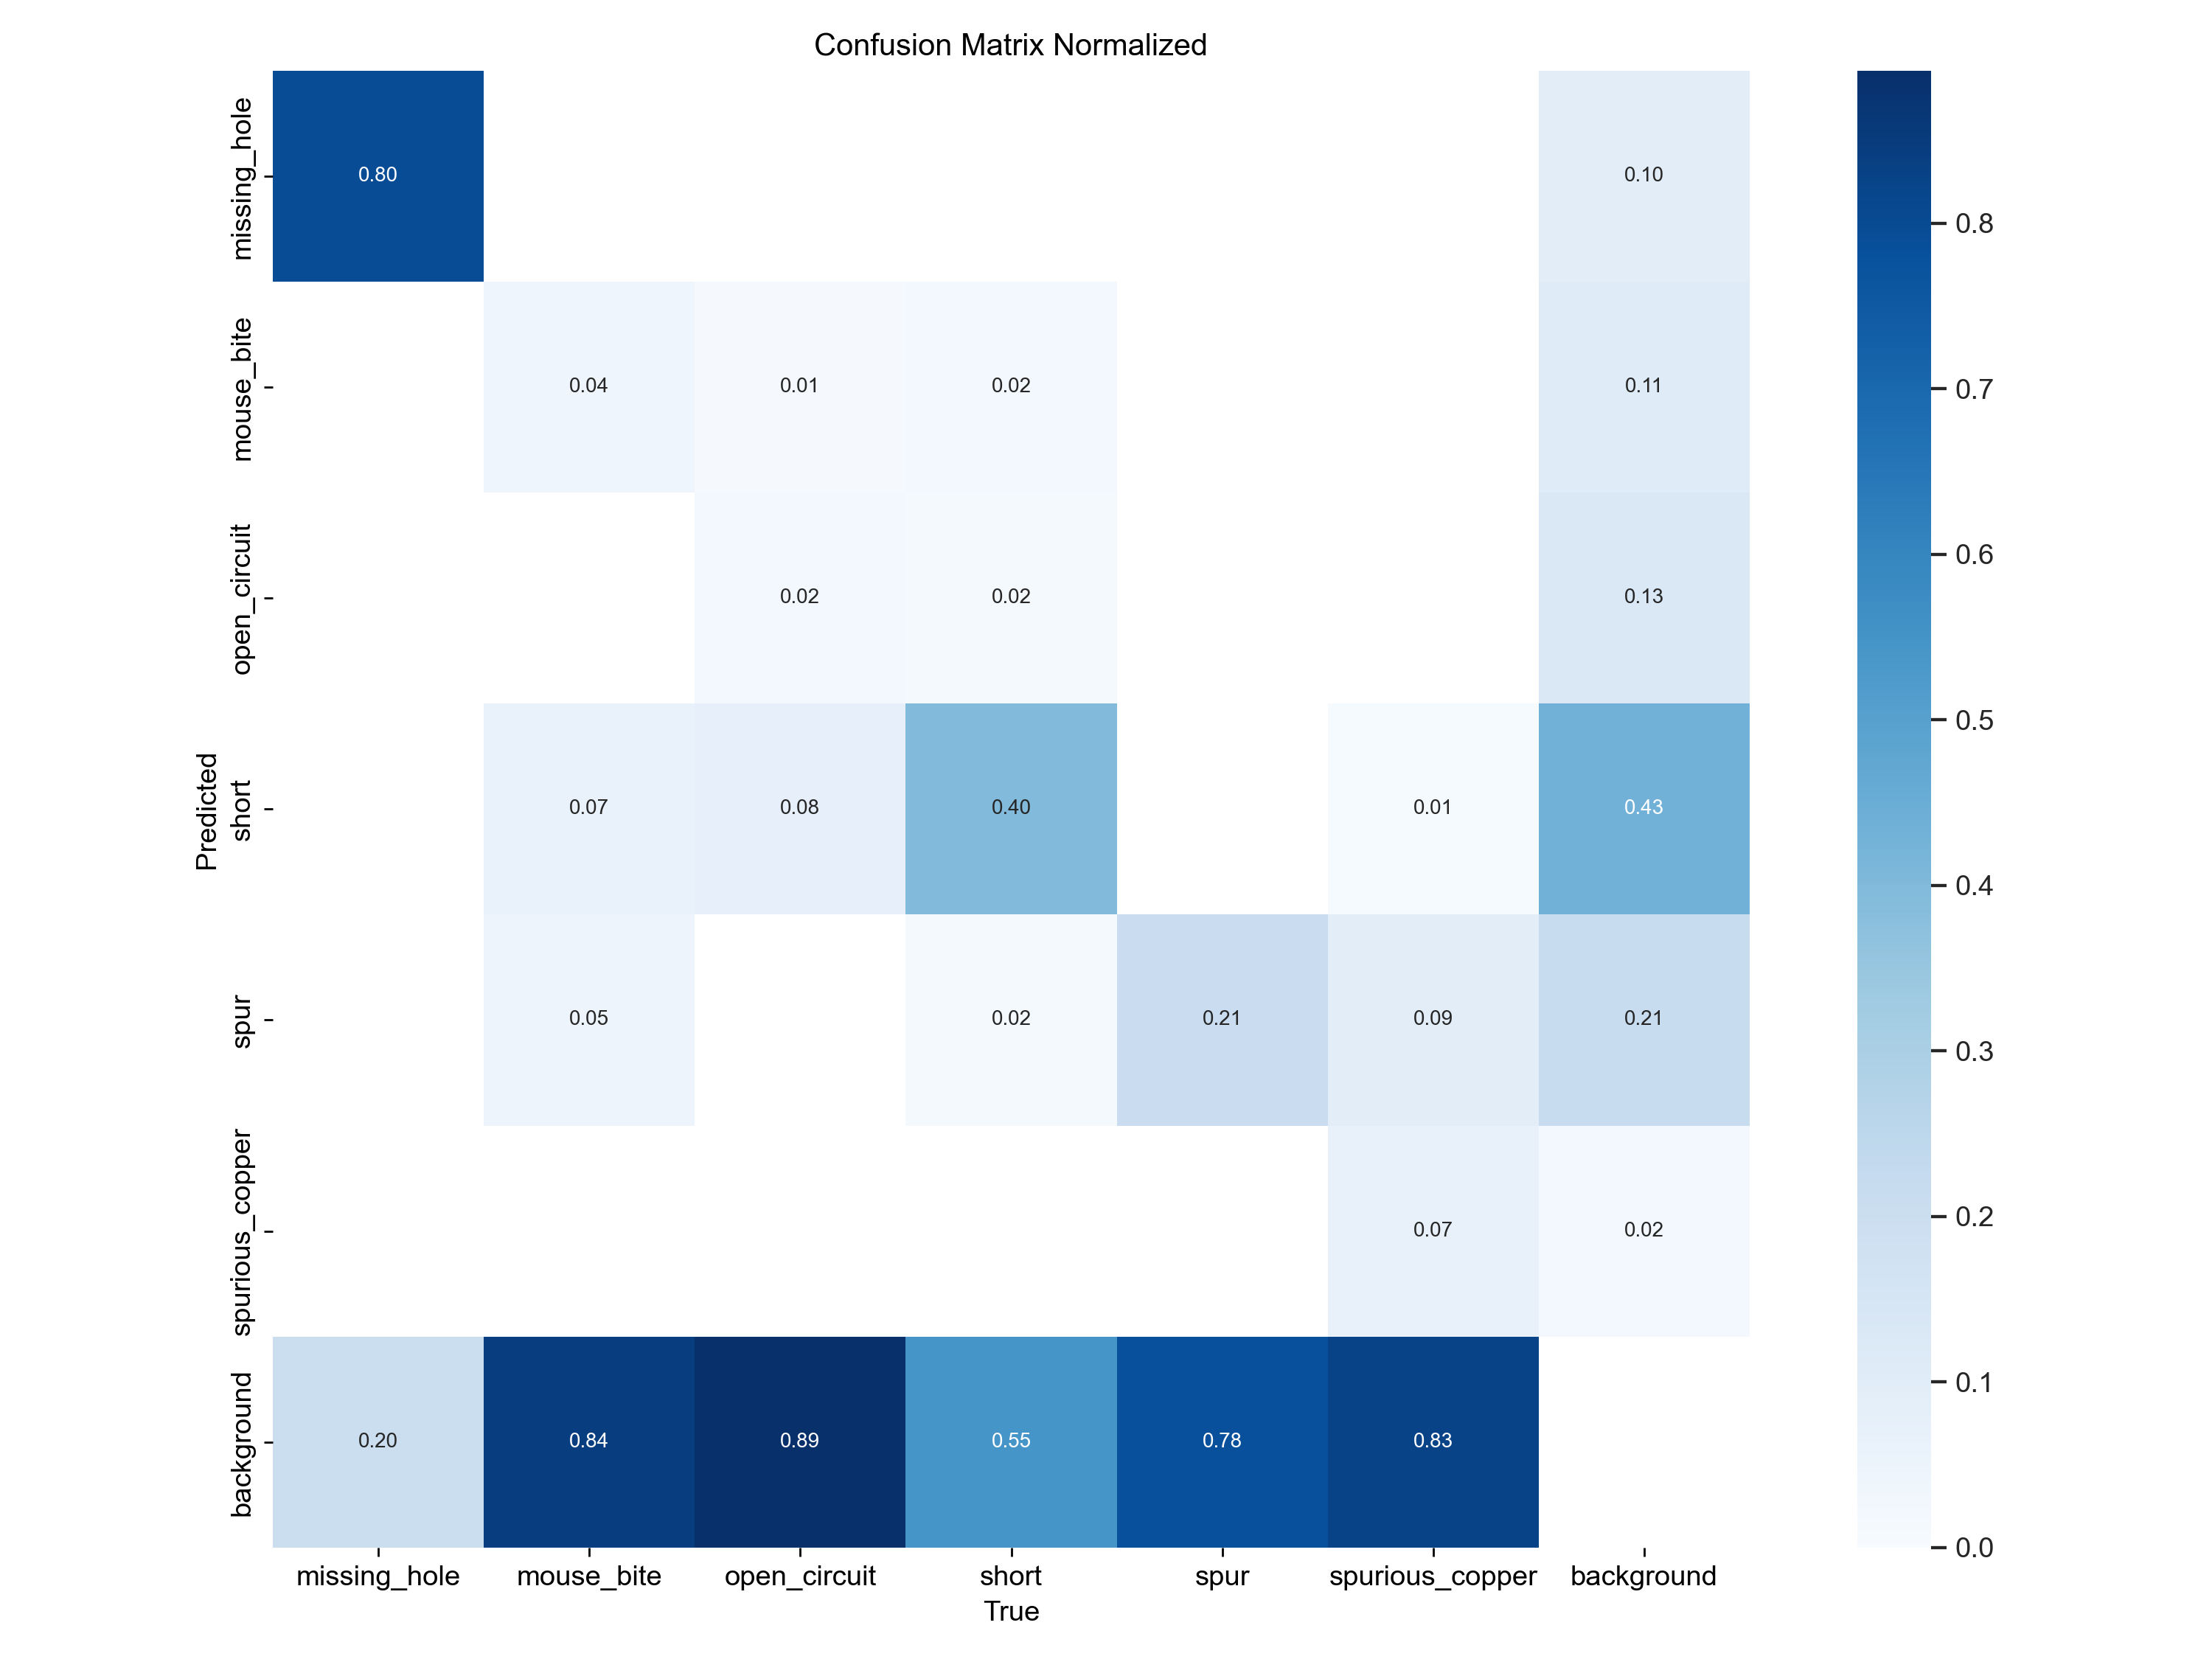 Confusion Matrix Normalized
Predicted
missing_hole
0.80
0.10
mouse_bite
0.04
0.01
0.02
0.11
open_circuit
0.02
0.02
0.13
short
0.07
0.08
0.40
0.01
0.43
spur
0.05
0.02
0.21
0.09
0.21
spurious_copper
0.07
0.02
background
0.20
0.84
0.89
0.55
0.78
0.83
missing_hole
mouse_bite
open_circuit
short
spur
spurious_copper
background
True
0.8
0.7
0.6
0.5
0.4
0.3
0.2
0.1
0.0